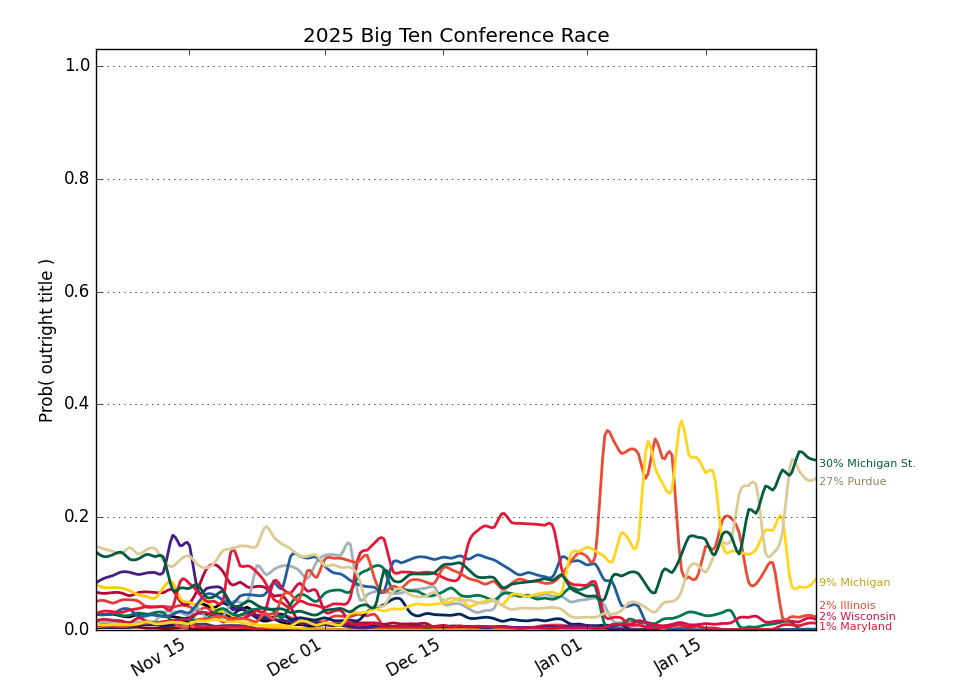 2025 Big Ten Conference Race
1.0
0.8
0.6
0.4
0.2
0.0
Prob( outright title )
30% Michigan St.
27% Purdue
9% Michigan
2% Illinois
2% Wisconsin
1% Maryland
Nov 15
Dec 01
Dec 15
Jan 01
Jan 15